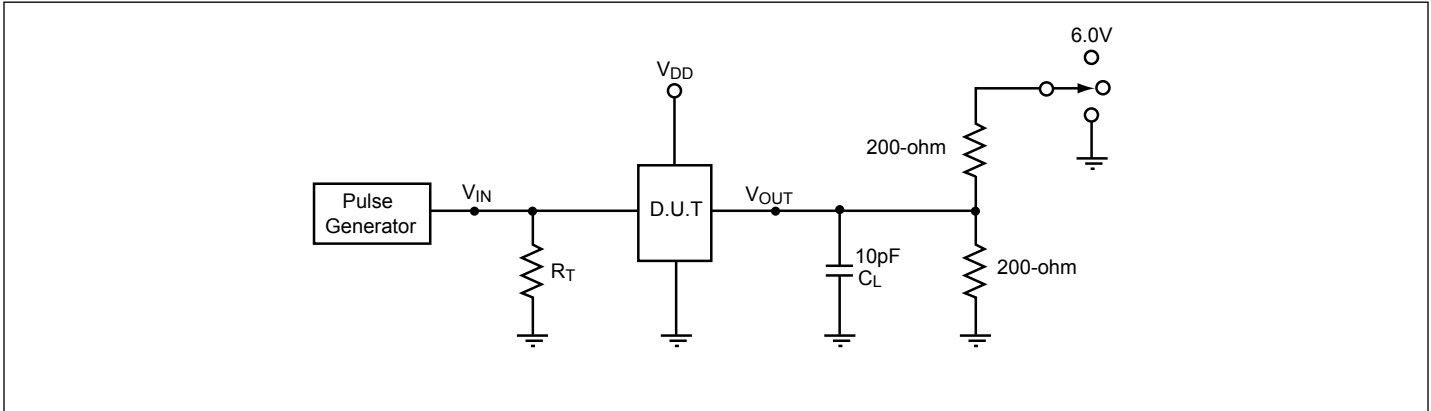 6.0V
VDD
200-ohm
Pulse
Generator
VIN
D.U.T
VOUT
RT
10pF
CL
200-ohm